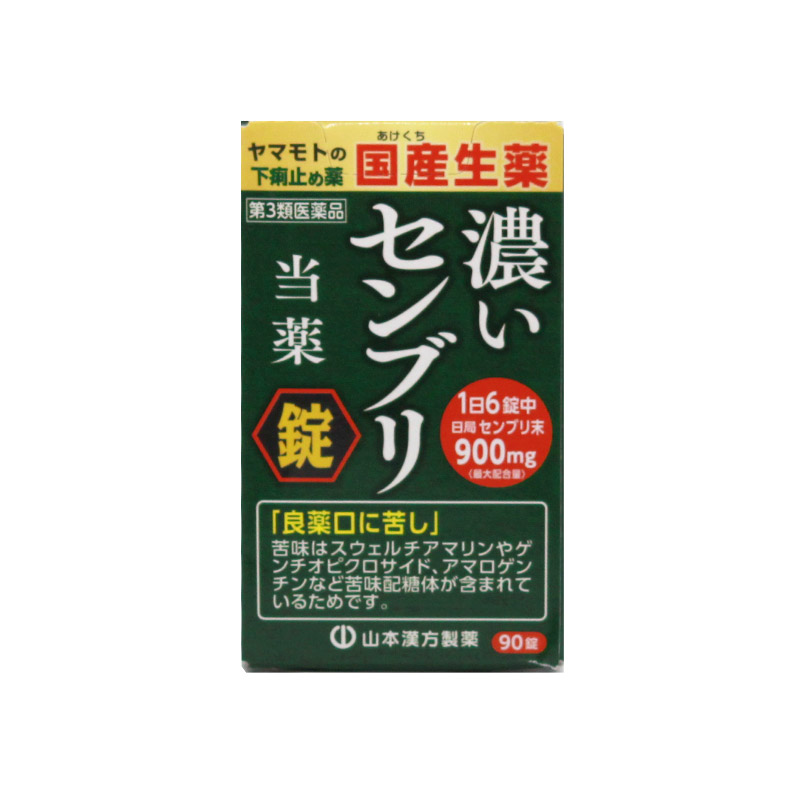 あけくち
ヤマモトの
下痢止め薬
国産生薬
第3類医薬品
濃い
センブリ
当薬
錠
1日6錠中
日局 センブリ末
900mg
〈最大配合量〉
「良薬口に苦し」
苦味はスウェルチアマリンやゲ
ンチオピクロサイド、アマロゲン
チンなど苦味配糖体が含まれて
いるためです。
山本漢方製薬
90錠